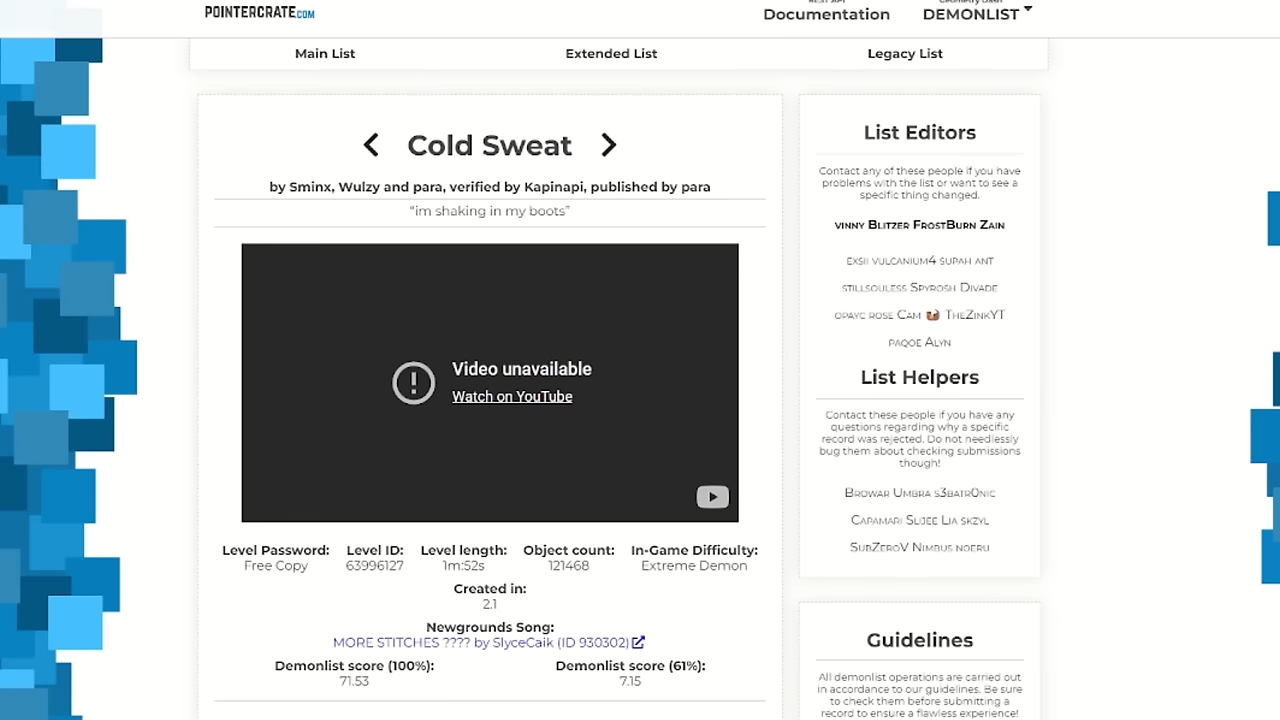 POINTERCRATE.COM
Documentation
DEMONLIST
Main List
Extended List
Legacy List
Cold Sweat
by Sminx, Wulzy and para, verified by Kapinapi, published by para
“im shaking in my boots”
Video unavailable
Watch on YouTube
Level Password:
Free Copy
Level ID:
63996127
Level length:
1m:52s
Object count:
121468
In-Game Difficulty:
Extreme Demon
Created in:
2.1
Newgrounds Song:
MORE STITCHES ???? by SlyceCaik (ID 930302)
Demonlist score (100%):
71.53
Demonlist score (61%):
7.15
List Editors
Contact any of these people if you have
problems with the list or want to see a
specific thing changed.
vinny Blitzer FrostBurn Zain
exsii vulcanium4 supah ant
stillsouless Spyrosh Divade
opayc rose Cam 🦦 TheZinkYT
paqoe Alyn
List Helpers
Contact these people if you have any
questions regarding why a specific
record was rejected. Do not needlessly
bug them about checking submissions
though!
Browar Umbra s3batr0nic
Capamari Slijee Lia skzyl
SubZeroV Nimbus noeru
Guidelines
All demonlist operations are carried out
in accordance to our guidelines. Be sure
to check them before submitting a
record to ensure a flawless experience!